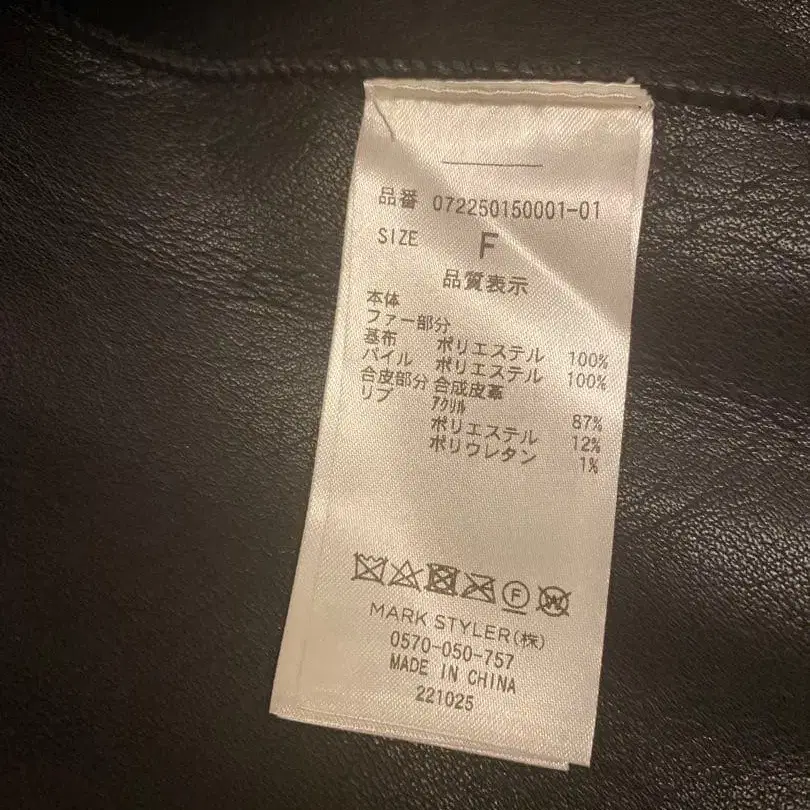 品番 072250150001-01
SIZE F
品質表示
本体
ファー部分
基布 ポリエステル 100%
パイル ポリエステル 100%
合皮部分 合成皮革
リブ アクリル 87%
ポリエステル 12%
ポリウレタン 1%
F W
MARK STYLER(株)
0570-050-757
MADE IN CHINA
221025